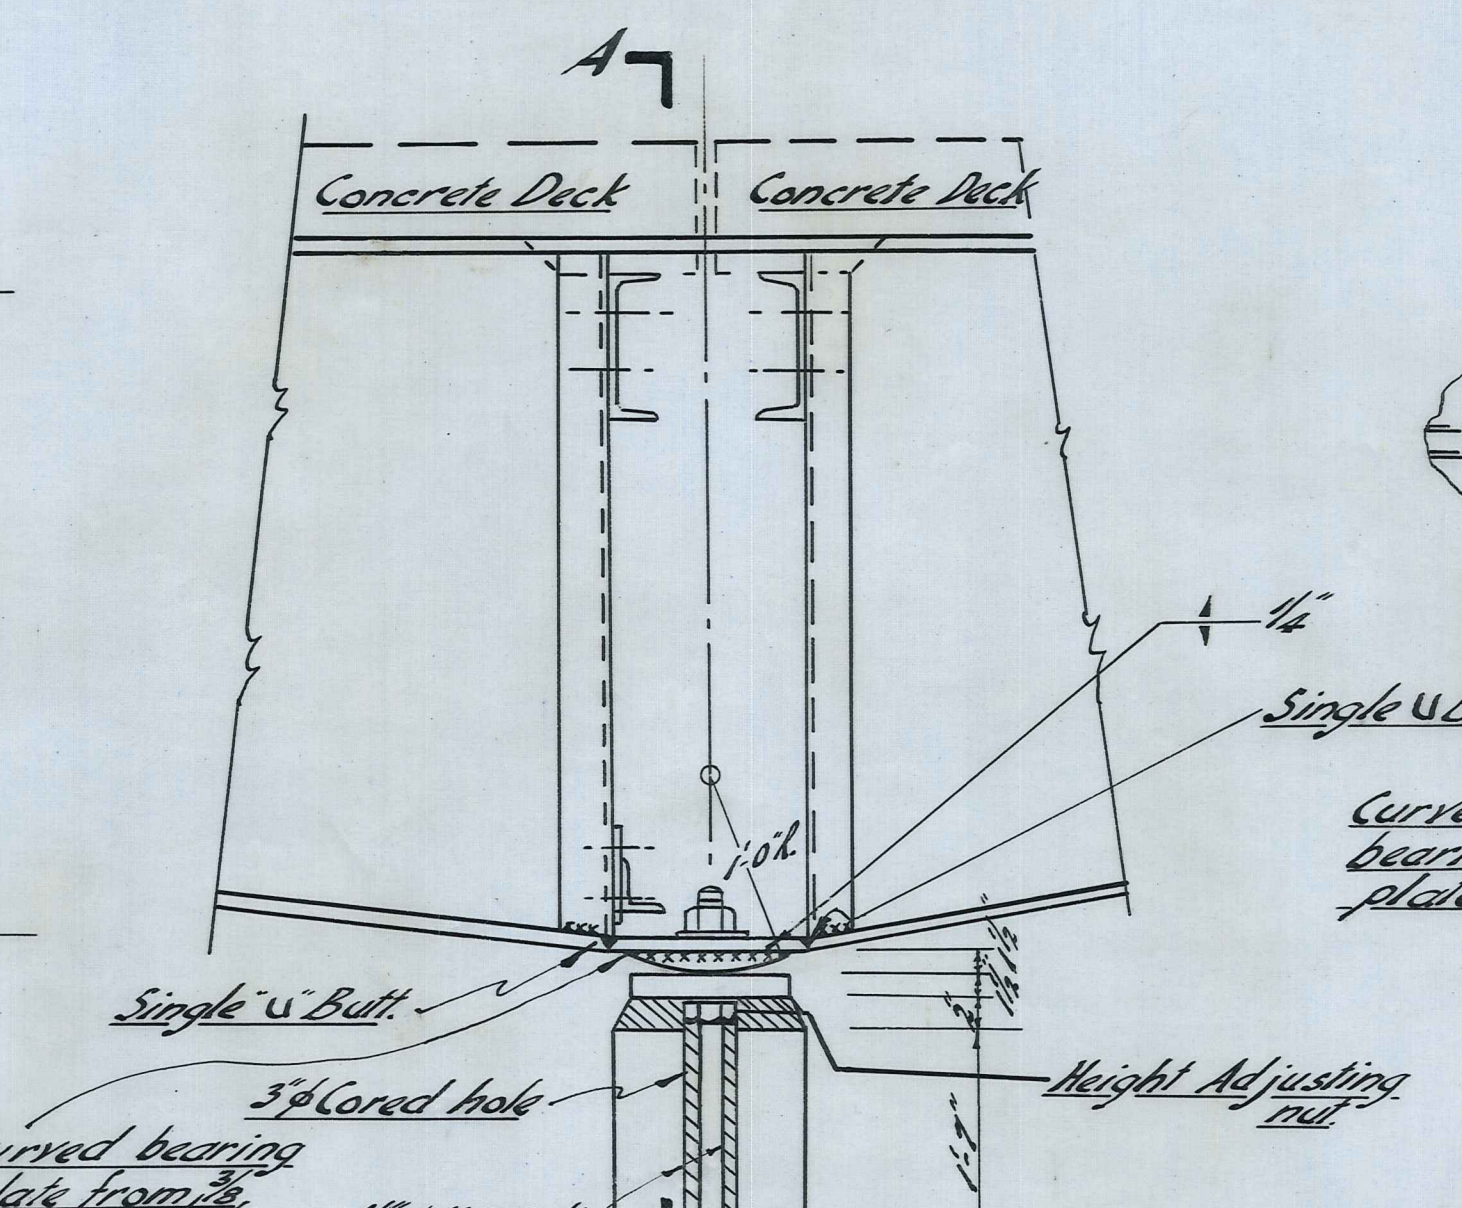 A
Concrete Deck
Concrete Deck
1/4"
Single U
Curve
bear
plate
1'-0"R.
1 1/2"
1 1/2"
2"
Single "U" Butt.
3"φ Cored hole
Height Adjusting
nut.
urved bearing
late from 1 3/8